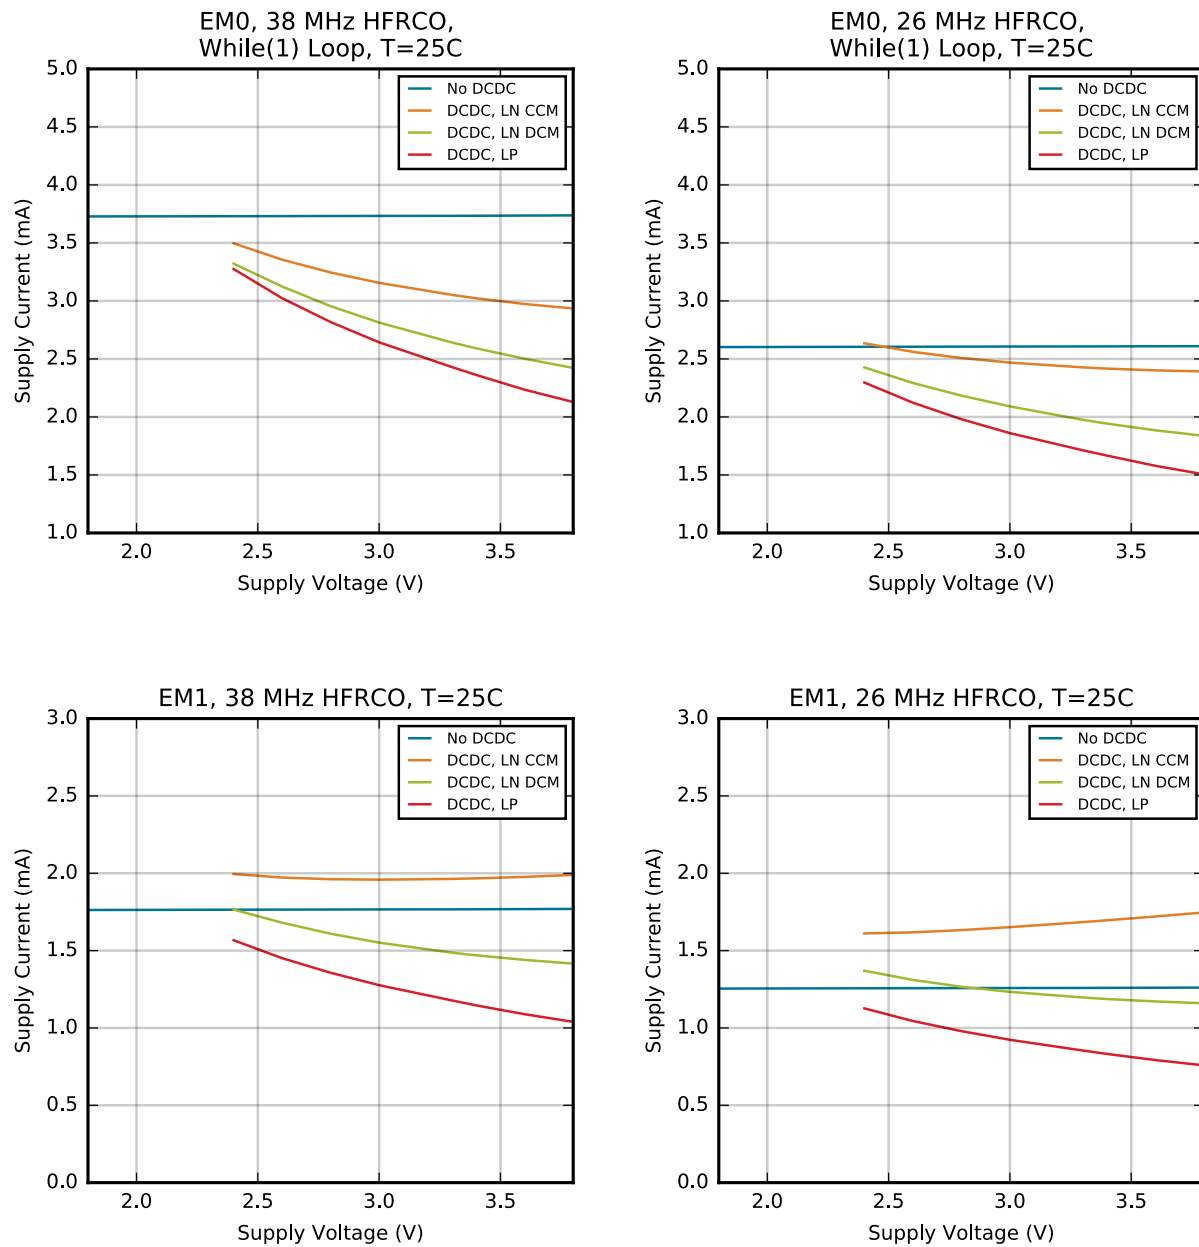 EM0, 38 MHz HFRCO,
While(1) Loop, T=25C
5.0
4.5
4.0
3.5
3.0
2.5
2.0
1.5
1.0
Supply Current (mA)
No DCDC
DCDC, LN CCM
DCDC, LN DCM
DCDC, LP
2.0 2.5 3.0 3.5
Supply Voltage (V)
EM0, 26 MHz HFRCO,
While(1) Loop, T=25C
5.0
4.5
4.0
3.5
3.0
2.5
2.0
1.5
1.0
Supply Current (mA)
No DCDC
DCDC, LN CCM
DCDC, LN DCM
DCDC, LP
2.0 2.5 3.0 3.5
Supply Voltage (V)
EM1, 38 MHz HFRCO, T=25C
3.0
2.5
2.0
1.5
1.0
0.5
0.0
Supply Current (mA)
No DCDC
DCDC, LN CCM
DCDC, LN DCM
DCDC, LP
2.0 2.5 3.0 3.5
Supply Voltage (V)
EM1, 26 MHz HFRCO, T=25C
3.0
2.5
2.0
1.5
1.0
0.5
0.0
Supply Current (mA)
No DCDC
DCDC, LN CCM
DCDC, LN DCM
DCDC, LP
2.0 2.5 3.0 3.5
Supply Voltage (V)